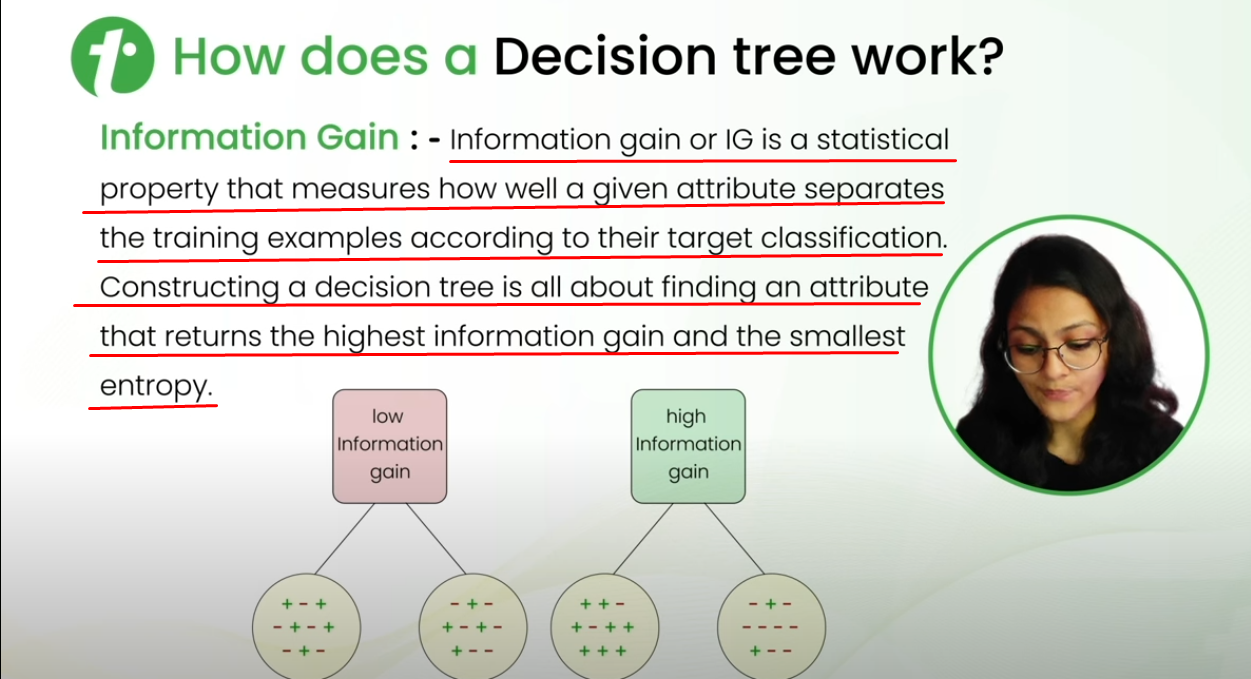 How does a Decision tree work?
Information Gain : - Information gain or IG is a statistical
property that measures how well a given attribute separates
the training examples according to their target classification.
Constructing a decision tree is all about finding an attribute
that returns the highest information gain and the smallest
entropy.
low
Information
gain
high
Information
gain
+ - +
- + - +
- + -
- + -
+ - + -
+ - -
+ + -
+ - + +
+ + +
- + -
- - - -
+ - -